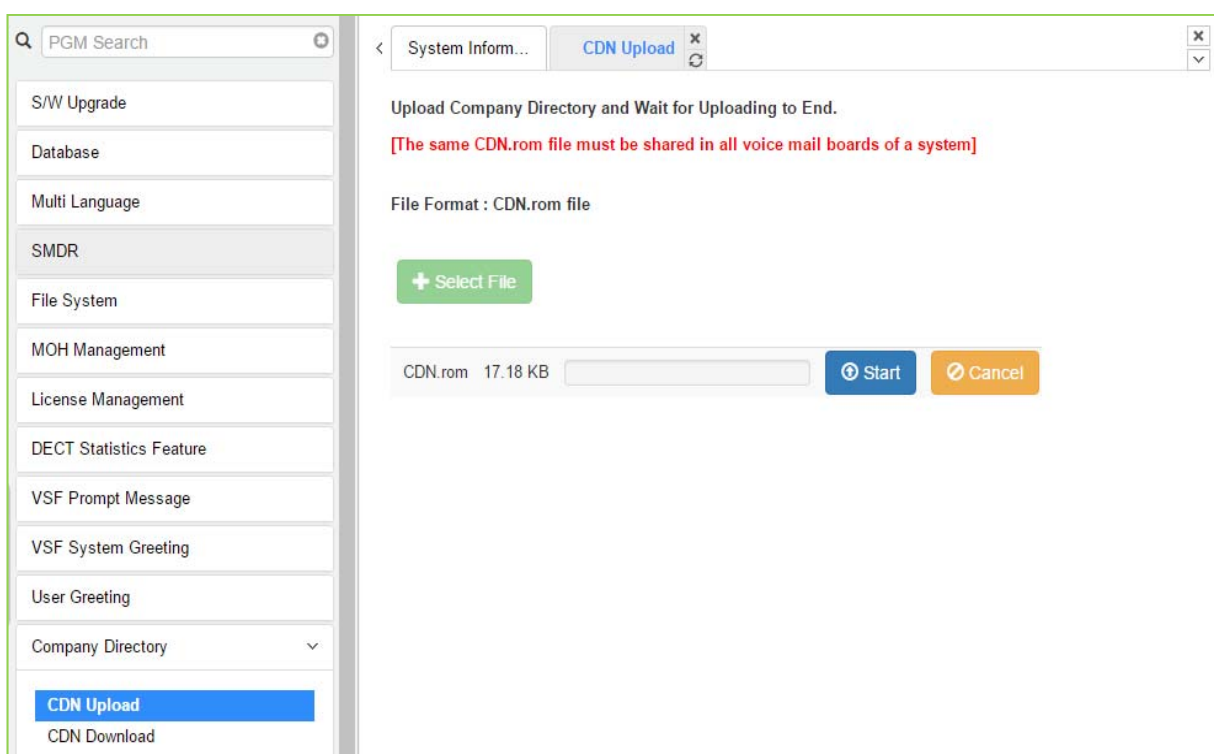 PGM Search
S/W Upgrade
Database
Multi Language
SMDR
File System
MOH Management
License Management
DECT Statistics Feature
VSF Prompt Message
VSF System Greeting
User Greeting
Company Directory
CDN Upload
CDN Download
System Inform...
CDN Upload
Upload Company Directory and Wait for Uploading to End.
[The same CDN.rom file must be shared in all voice mail boards of a system]
File Format : CDN.rom file
Select File
CDN.rom 17.18 KB Start Cancel